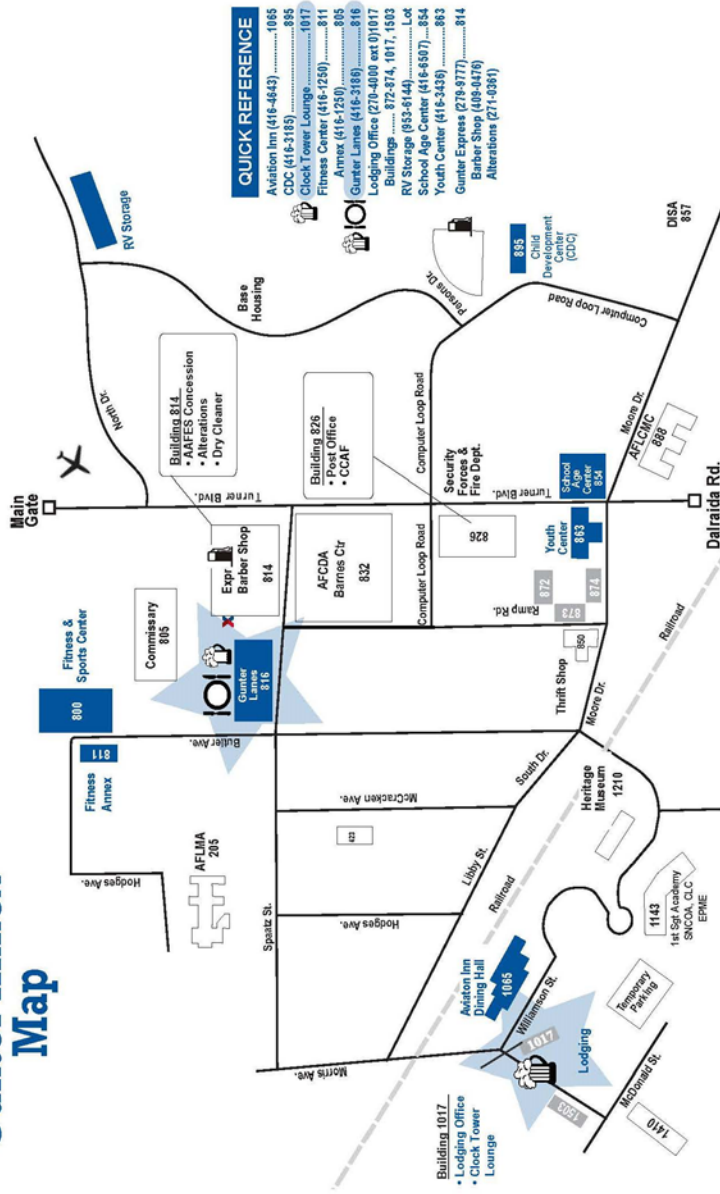 Map
Main
Gate
RV Storage
North Dr.
Base
Housing
Fitness &
Sports Center
800
811
Fitness
Annex
Hodges Ave.
AFLMA
205
Commissary
805
Building 814
• AAFES Concession
• Alterations
• Dry Cleaner
Turner Blvd.
Expr
Barber Shop
814
X
Gunter
Lanes
816
Butler Ave.
Spaatz St.
AFCDA
Barnes Ctr
832
Building 826
• Post Office
• CCAF
Computer Loop Road
Computer Loop Road
Persons Dr.
Security
Forces &
Fire Dept.
Turner Blvd.
826
895
Child
Development
Center
(CDC)
Computer Loop Road
McCracken Ave.
423
Hodges Ave.
Morris Ave.
Libby St.
South Dr.
Railroad
Ramp Rd.
872
873
874
Youth
Center
863
School
Age
Center
854
Thrift Shop
850
Moore Dr.
Moore Dr.
AFLCMC
888
DISA
857
Dalraida Rd.
Railroad
Heritage
Museum
1210
Aviaton Inn
Dining Hall
1065
Williamson St.
1017
Lodging
1503
Building 1017
• Lodging Office
• Clock Tower
Lounge
McDonald St.
1410
Temporary
Parking
1143
1st Sgt Academy
SNCOA, CLC
EPME
QUICK REFERENCE
Aviation Inn (416-4643) ..........1065
CDC (416-3185) ..................895
Clock Tower Lounge...............1017
Fitness Center (416-1250).......811
Annex (416-1250)..........805
Gunter Lanes (416-3186)........816
Lodging Office (270-4000 ext 0)1017
Buildings ....... 872-874, 1017, 1503
RV Storage (953-6144).............Lot
School Age Center (416-6507)...854
Youth Center (416-3436)..........863
Gunter Express (279-9777).......814
Barber Shop (409-0476)
Alterations (271-0361)